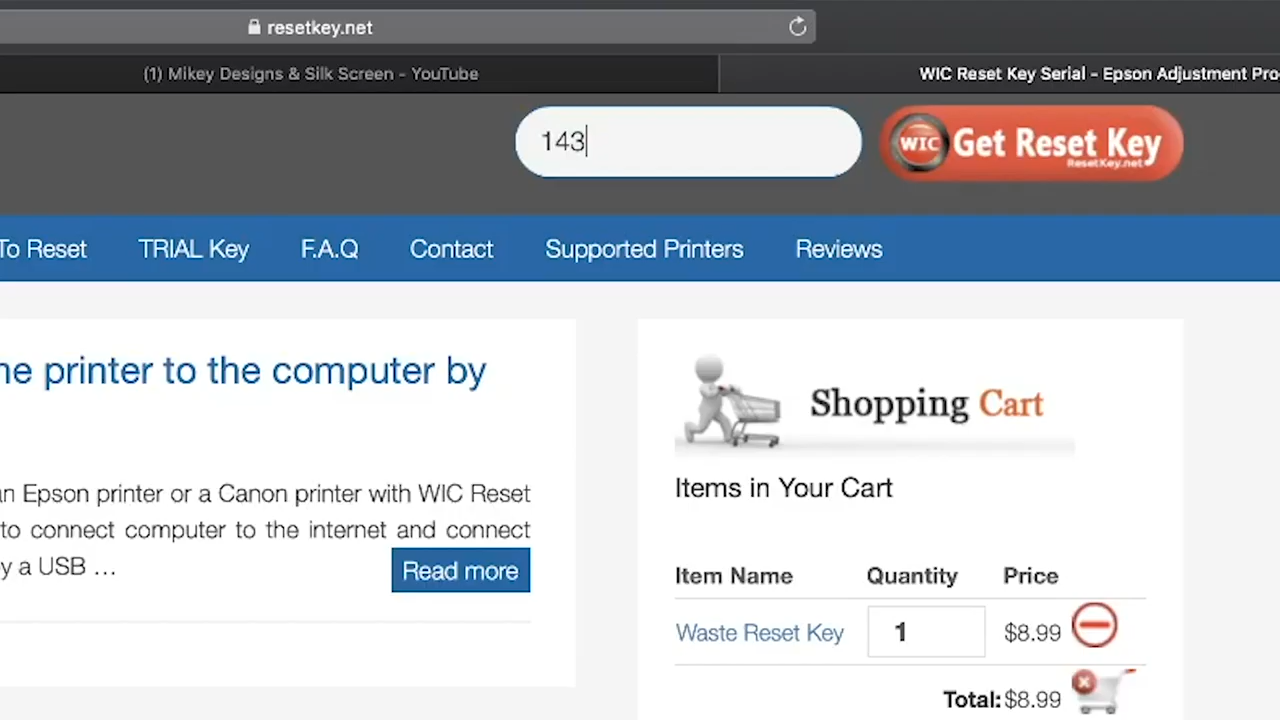 resetkey.net
(1) Mikey Designs & Silk Screen - YouTube
WIC Reset Key Serial - Epson Adjustment Pro
143
WIC Get Reset Key
ResetKey.net
To Reset TRIAL Key F.A.Q Contact Supported Printers Reviews
printer to the computer by
Epson printer or a Canon printer with WIC Reset
to connect computer to the internet and connect
a USB ...
Read more
Shopping Cart
Items in Your Cart
Item Name Quantity Price
Waste Reset Key 1 $8.99
Total: $8.99